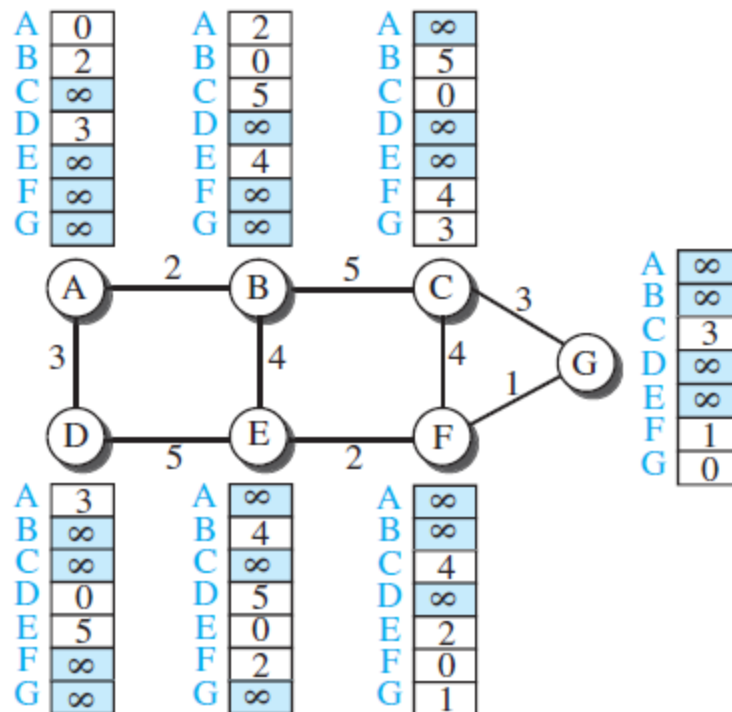 A 0 A 2 A ∞
B 2 B 0 B 5
C ∞ C 5 C 0
D 3 D ∞ D ∞
E ∞ E 4 E ∞
F ∞ F ∞ F 4
G ∞ G ∞ G 3
A 2 B 5 C 3
3 4 4 1 G
D 5 E 2 F
A ∞
B ∞
C 3
D ∞
E ∞
F 1
G 0
A 3 A ∞ A ∞
B ∞ B 4 B ∞
C ∞ C ∞ C 4
D 0 D 5 D ∞
E 5 E 0 E 2
F ∞ F 2 F 0
G ∞ G ∞ G 1